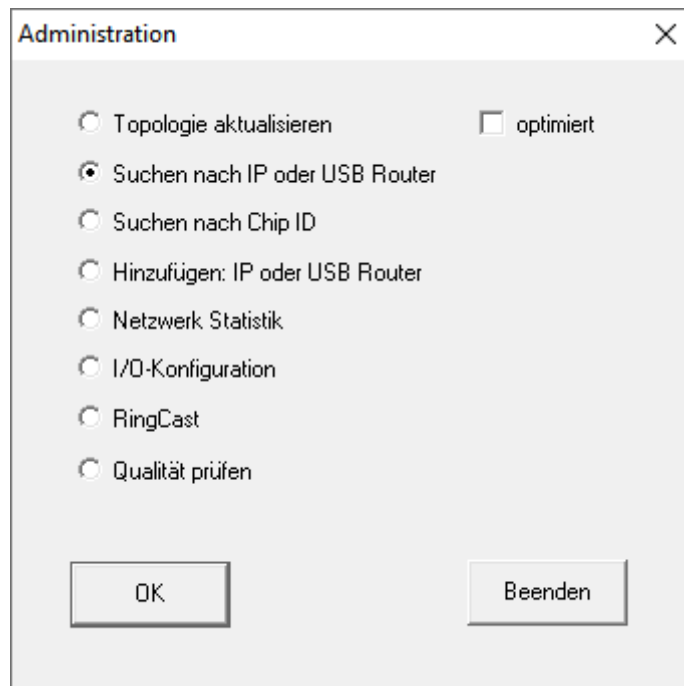 Administration
Topologie aktualisieren optimiert
Suchen nach IP oder USB Router
Suchen nach Chip ID
Hinzufügen: IP oder USB Router
Netzwerk Statistik
I/O-Konfiguration
RingCast
Qualität prüfen
OK Beenden